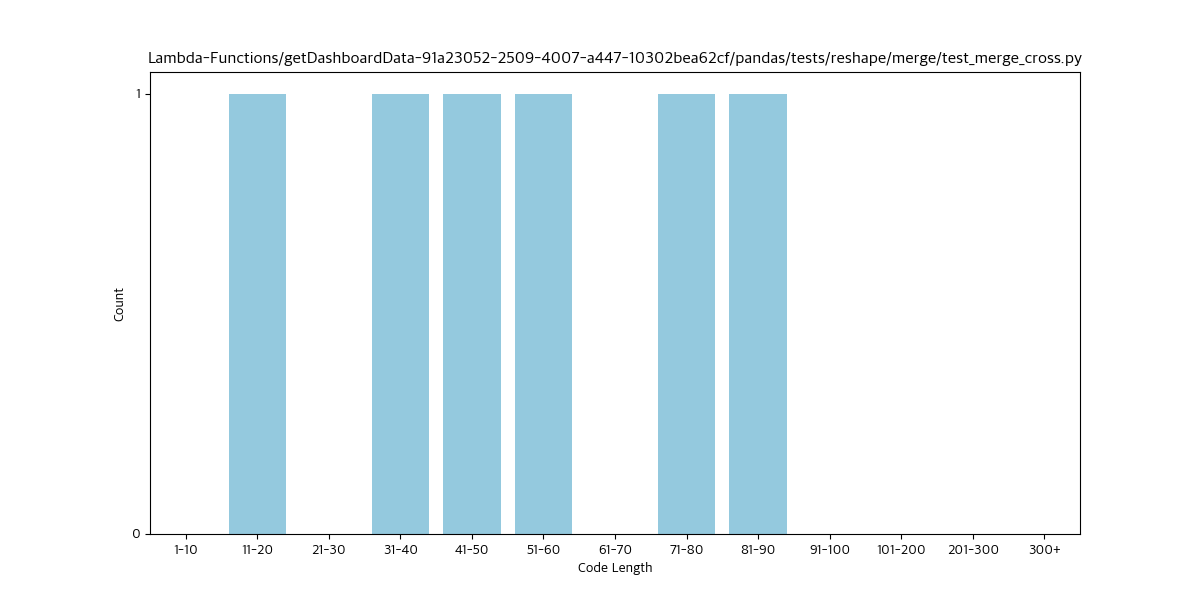 Lambda-Functions/getDashboardData-91a23052-2509-4007-a447-10302bea62cf/pandas/tests/reshape/merge/test_merge_cross.py
1
Count
0
1-10 11-20 21-30 31-40 41-50 51-60 61-70 71-80 81-90 91-100 101-200 201-300 300+
Code Length